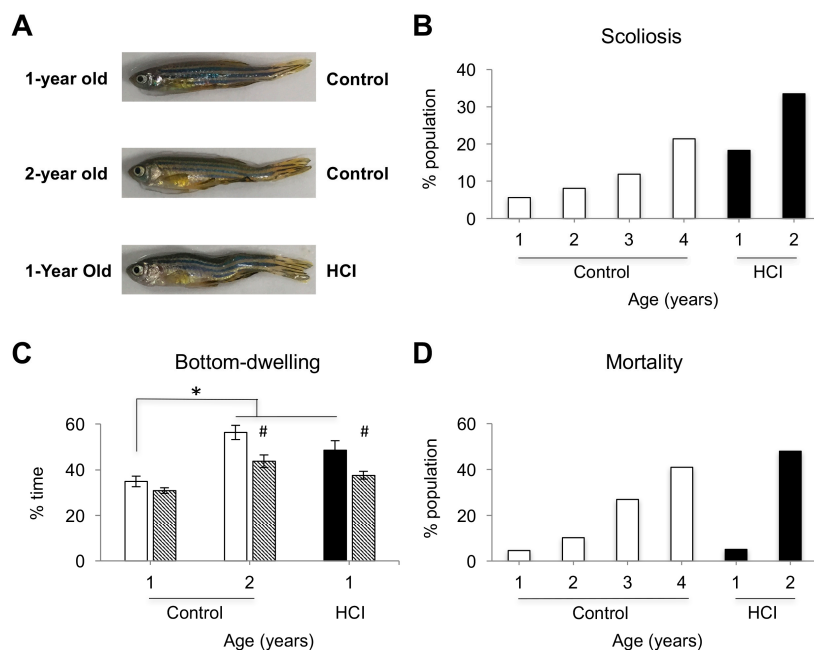 A
1-year old Control
2-year old Control
1-Year Old HCI
B
Scoliosis
% population
40
30
20
10
0
1 2 3 4 1 2
Control HCI
Age (years)
C
Bottom-dwelling
*
# #
% time
60
40
20
0
1 2 1
Control HCI
Age (years)
D
Mortality
% population
60
40
20
0
1 2 3 4 1 2
Control HCI
Age (years)